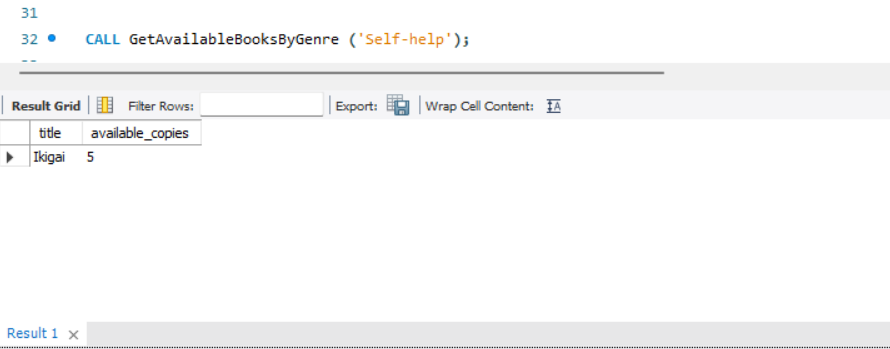 31
32 CALL GetAvailableBooksByGenre ('Self-help');
Result Grid Filter Rows: Export: Wrap Cell Content: IA
title available_copies
Ikigai 5
Result 1 ×